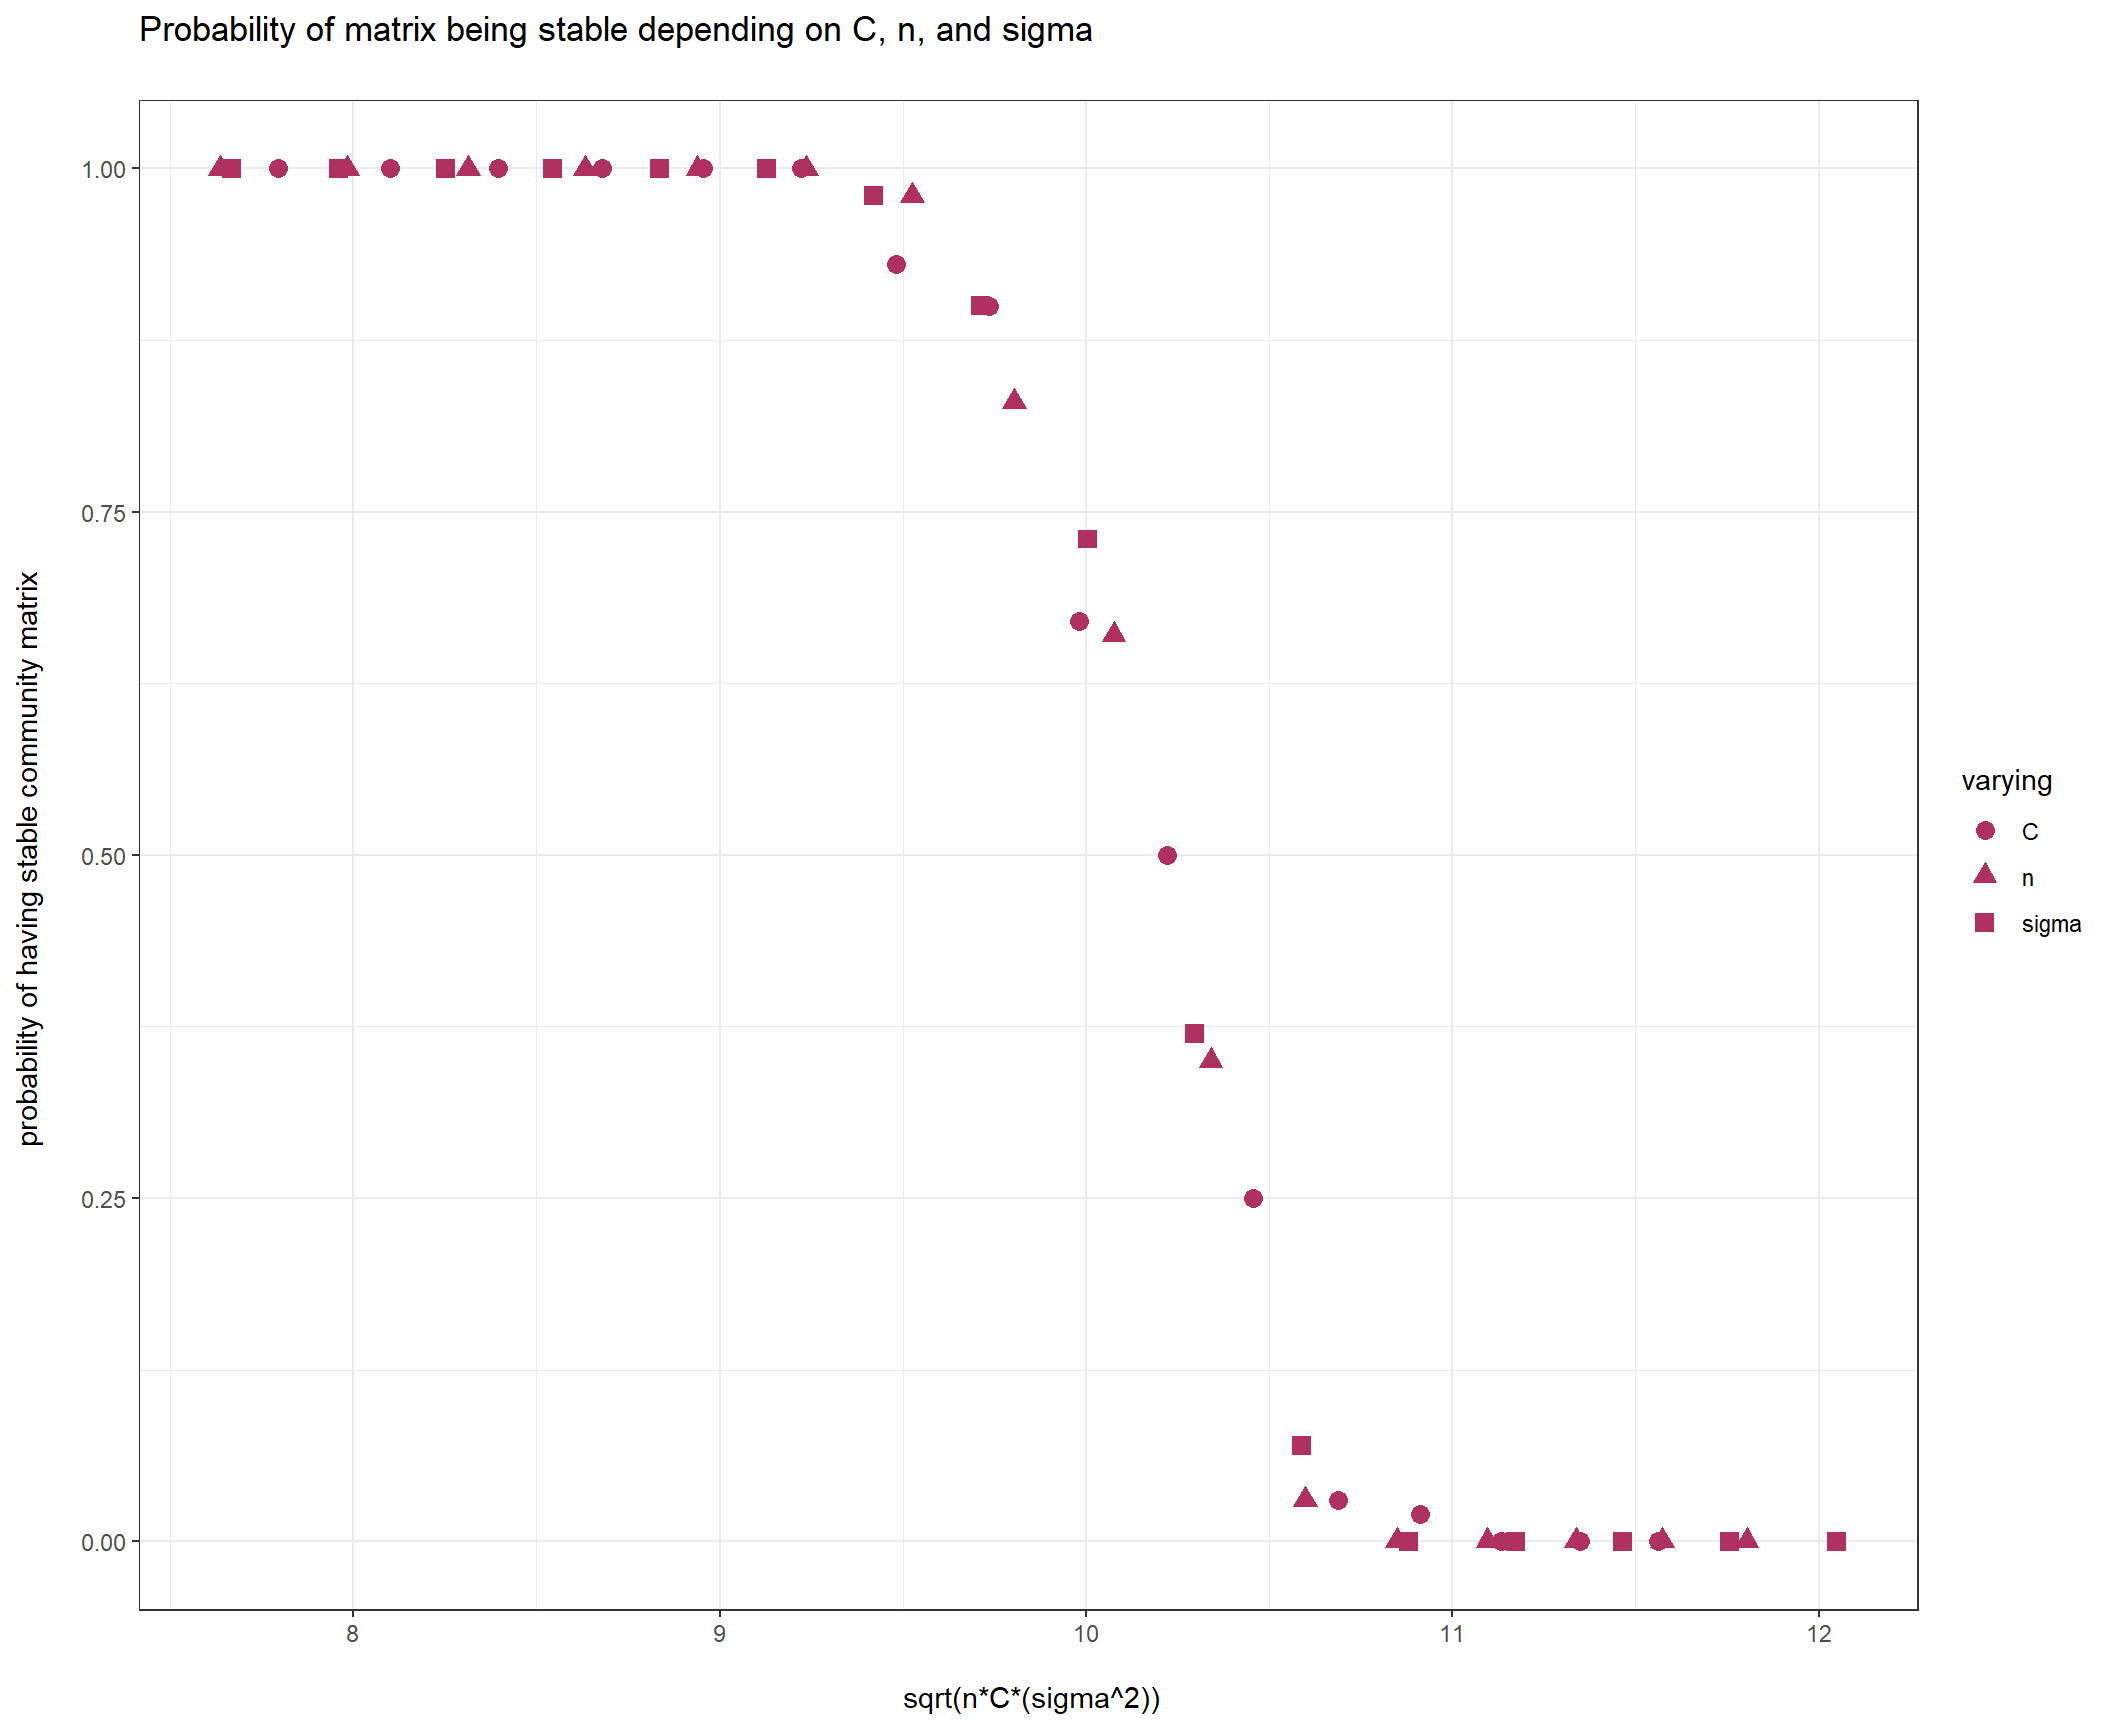 Probability of matrix being stable depending on C, n, and sigma
1.00
0.75
0.50
0.25
0.00
probability of having stable community matrix
8 9 10 11 12
sqrt(n*C*(sigma^2))
varying
C
n
sigma